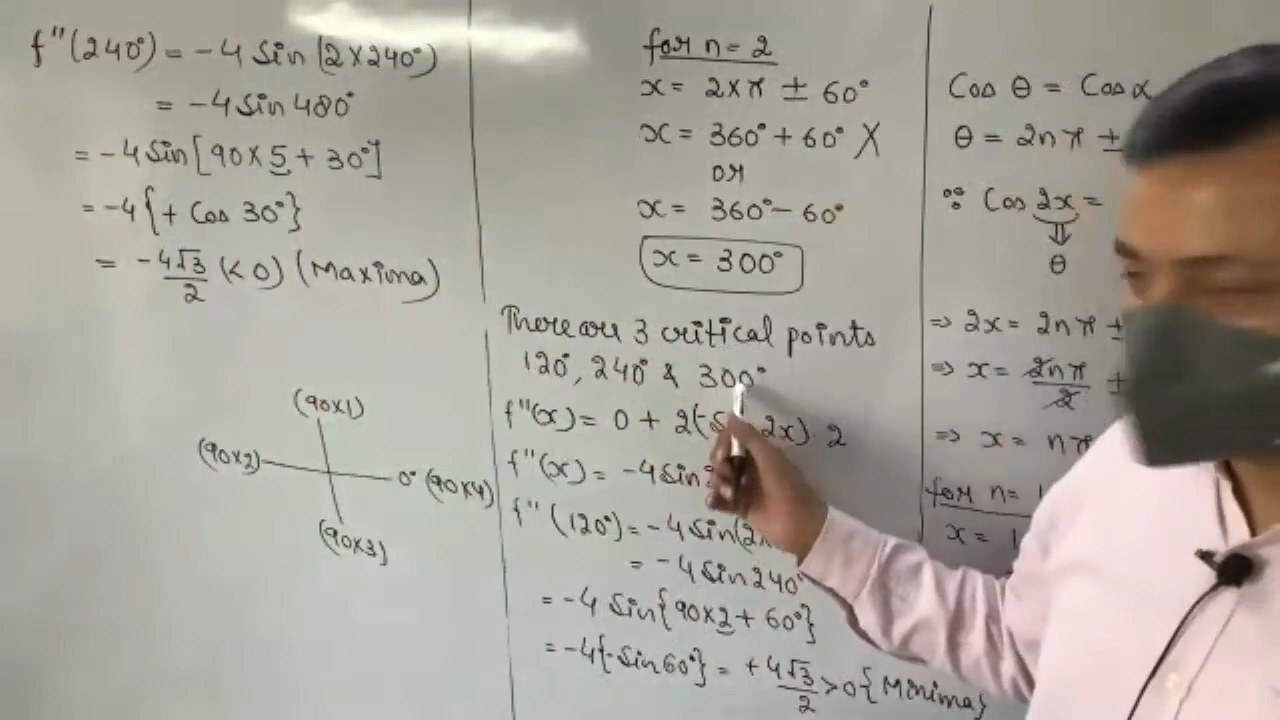 f''(240°) = -4 Sin (2×240°)
= -4 Sin 480°
= -4 Sin [90×5 + 30°]
= -4 {+ Cos 30°}
= -4√3/2 (<0) (Maxima)
(90×1)
(90×2)
0° (90×4)
(90×3)
for n = 2
x = 2×π ± 60°
x = 360° + 60° X
or
x = 360° - 60°
x = 300°
There are 3 critical points
120°, 240° & 300°
f''(x) = 0 + 2(-S 2x) . 2
f''(x) = -4 Sin
f''(120°) = -4 Sin(2×
= -4 Sin 240°
= -4 Sin{90×2 + 60°}
= -4{-Sin 60°} = +4√3/2 >0 {Minima}
Cos θ = Cos α
θ = 2nπ ±
∵ Cos 2x =
⇓
θ
⇒ 2x = 2nπ ±
⇒ x = 2nπ/2 ±
⇒ x = nπ
for n = 1
x = 1